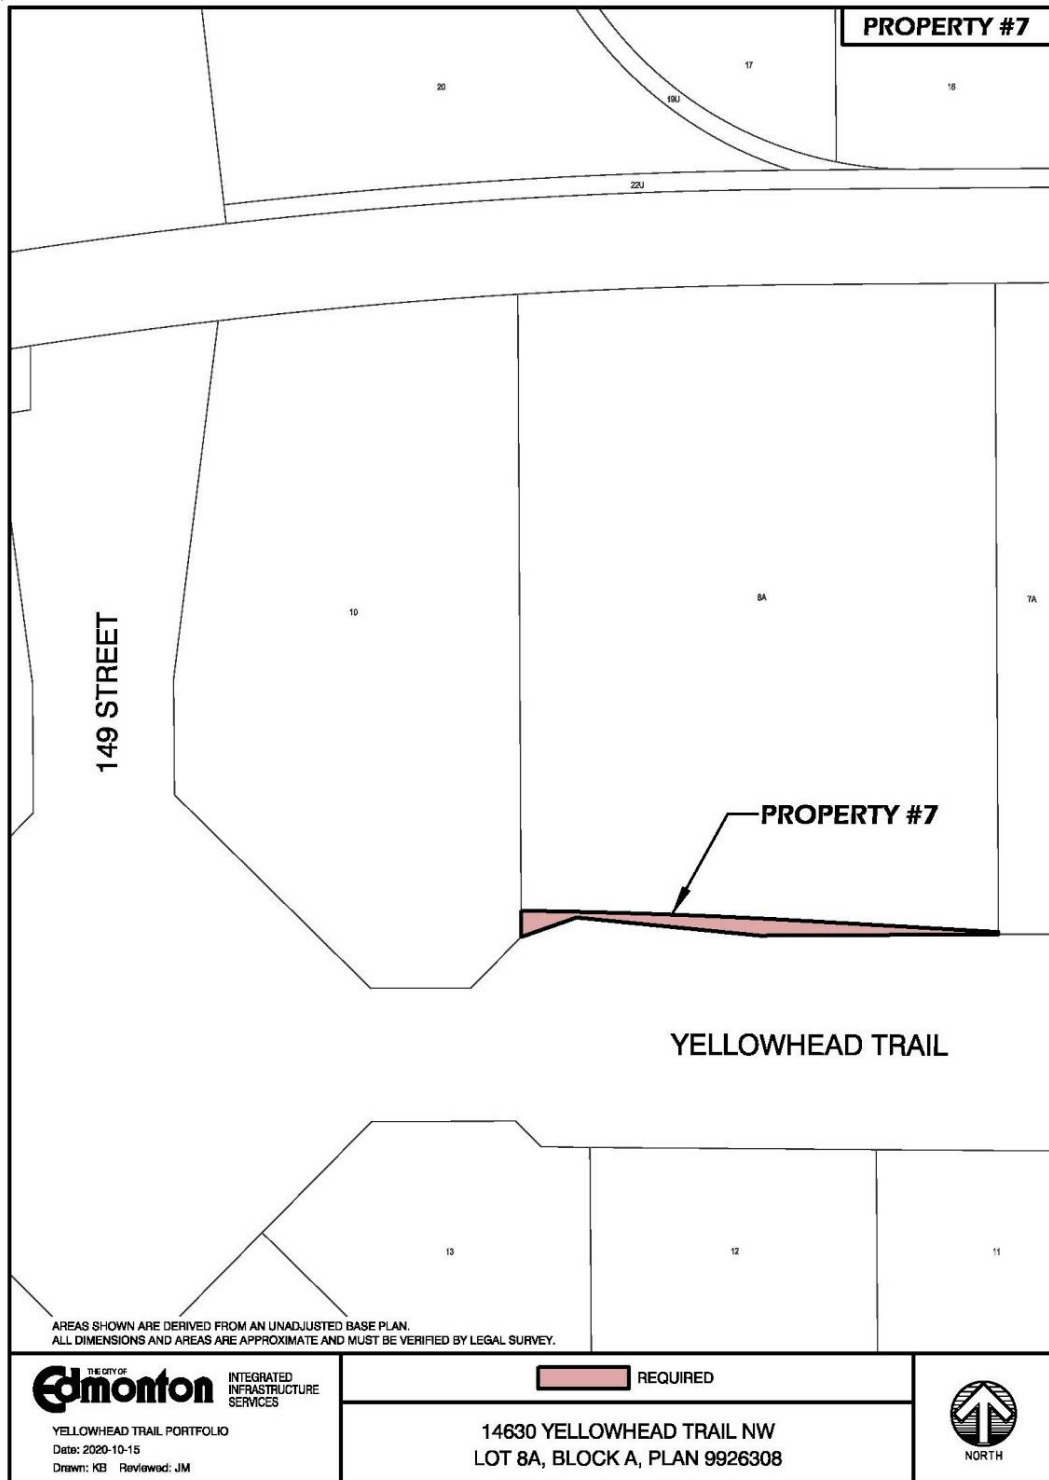 PROPERTY #7
20
17
18
19U
22U
10
8A
7A
149 STREET
PROPERTY #7
YELLOWHEAD TRAIL
13
12
11
AREAS SHOWN ARE DERIVED FROM AN UNADJUSTED BASE PLAN.
ALL DIMENSIONS AND AREAS ARE APPROXIMATE AND MUST BE VERIFIED BY LEGAL SURVEY.
THE CITY OF
Edmonton
INTEGRATED
INFRASTRUCTURE
SERVICES
YELLOWHEAD TRAIL PORTFOLIO
Date: 2020-10-15
Drawn: KB Reviewed: JM
REQUIRED
14630 YELLOWHEAD TRAIL NW
LOT 8A, BLOCK A, PLAN 9926308
NORTH